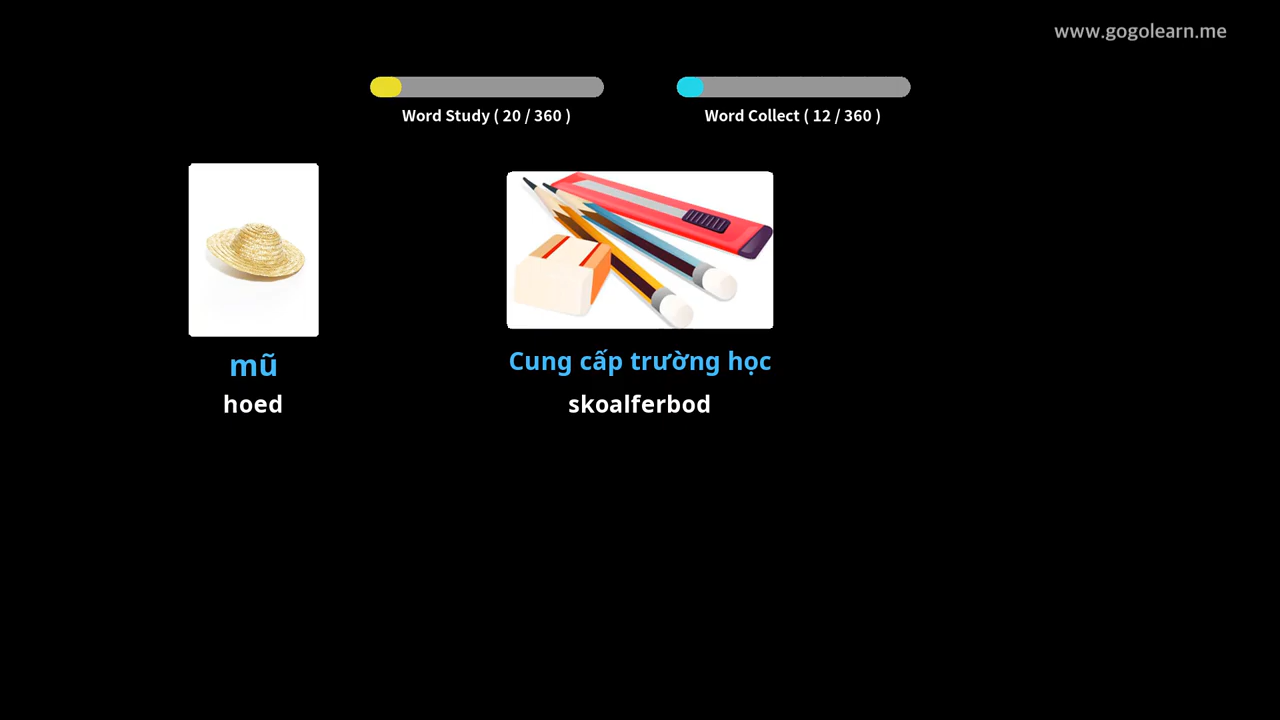 www.gogolearn.me
Word Study ( 20 / 360 )
Word Collect ( 12 / 360 )
mũ
hoed
Cung cấp trường học
skoalferbod